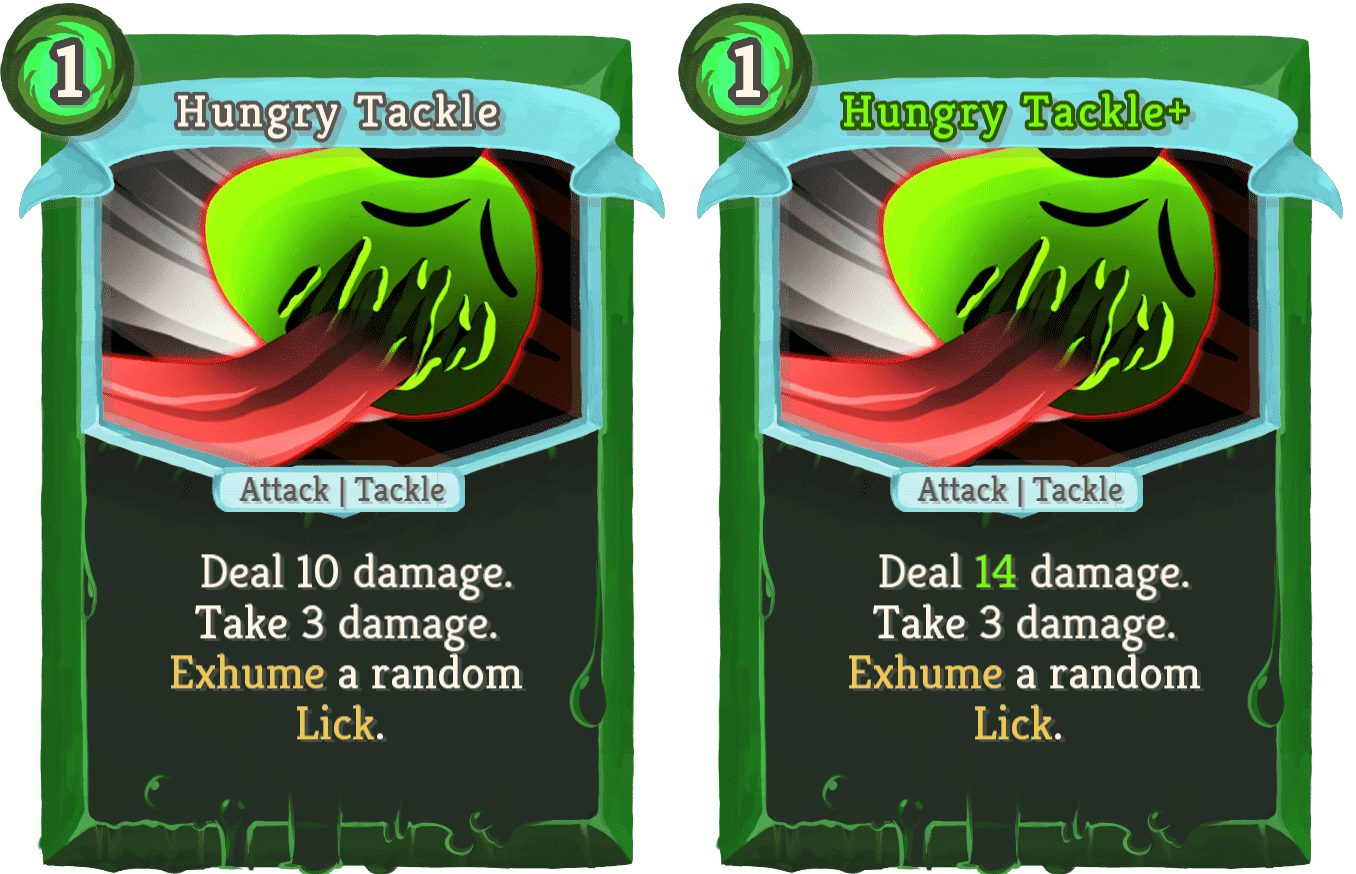 1
Hungry Tackle
Attack | Tackle
Deal 10 damage.
Take 3 damage.
Exhume a random
Lick.
1
Hungry Tackle+
Attack | Tackle
Deal 14 damage.
Take 3 damage.
Exhume a random
Lick.